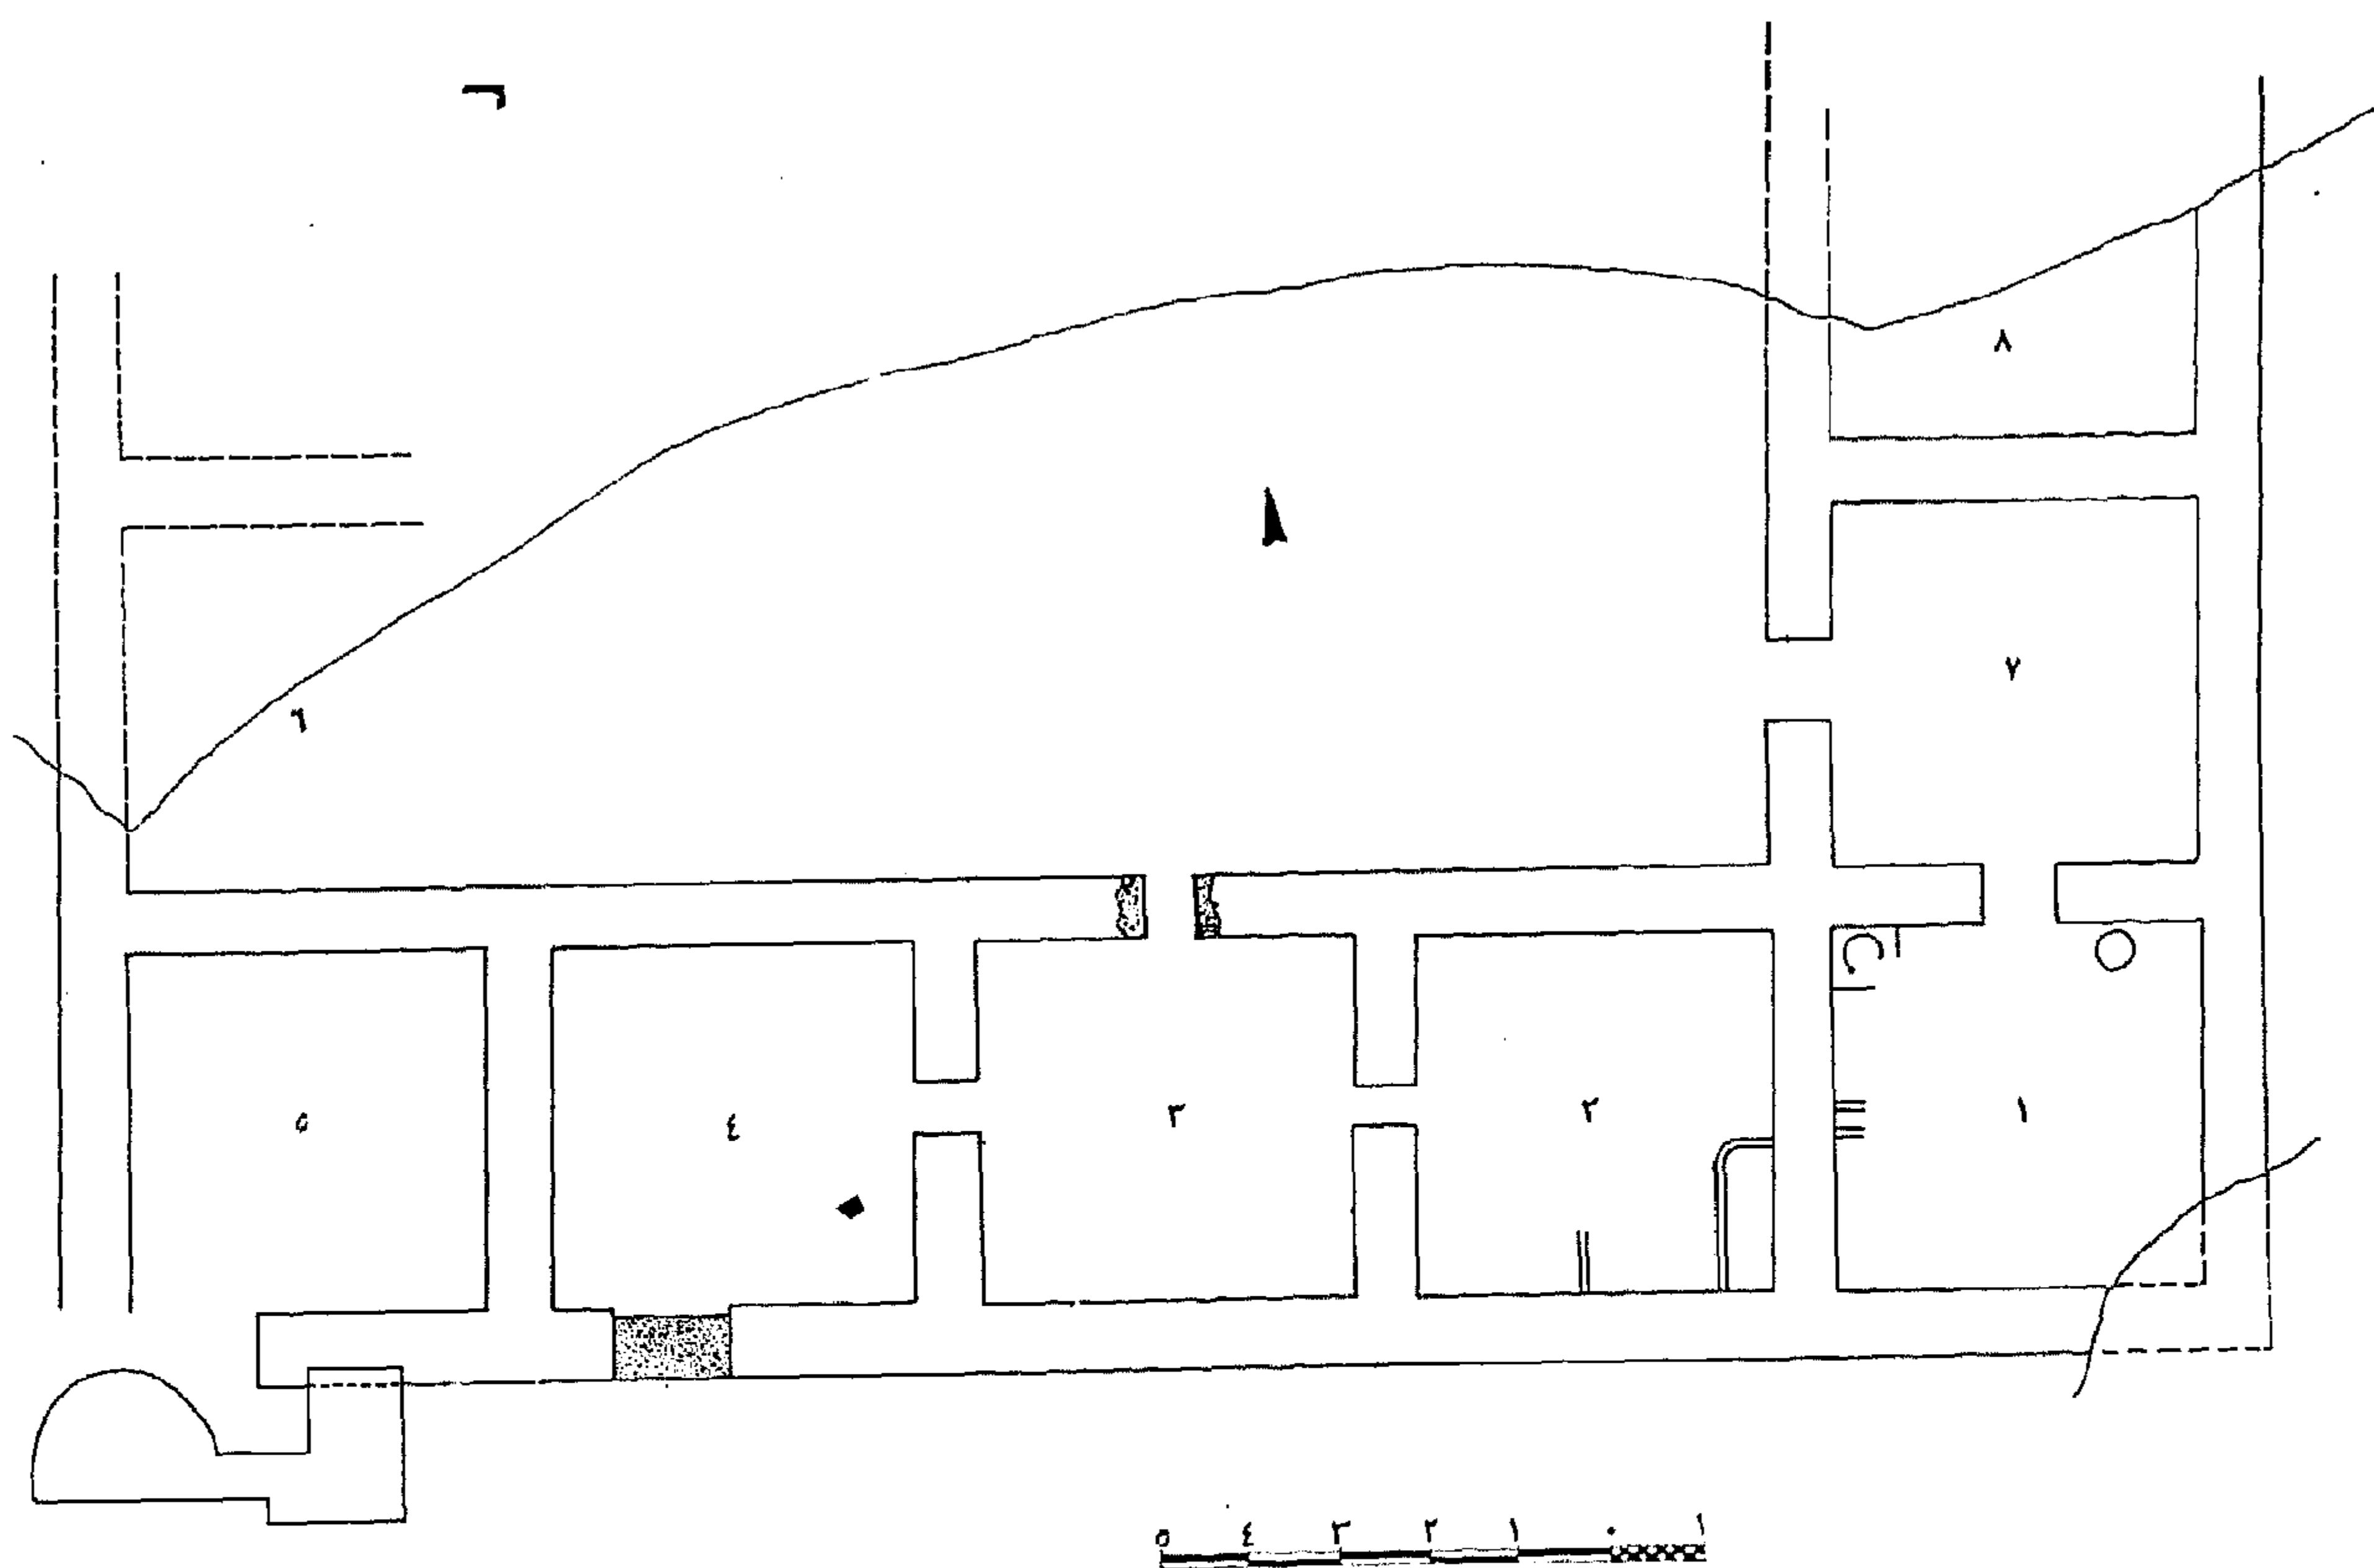 ٨
٧
٦
٥ ٤ ٣ ٢ ١
٥ ٤ ٣ ٢ ١ ٠ ١